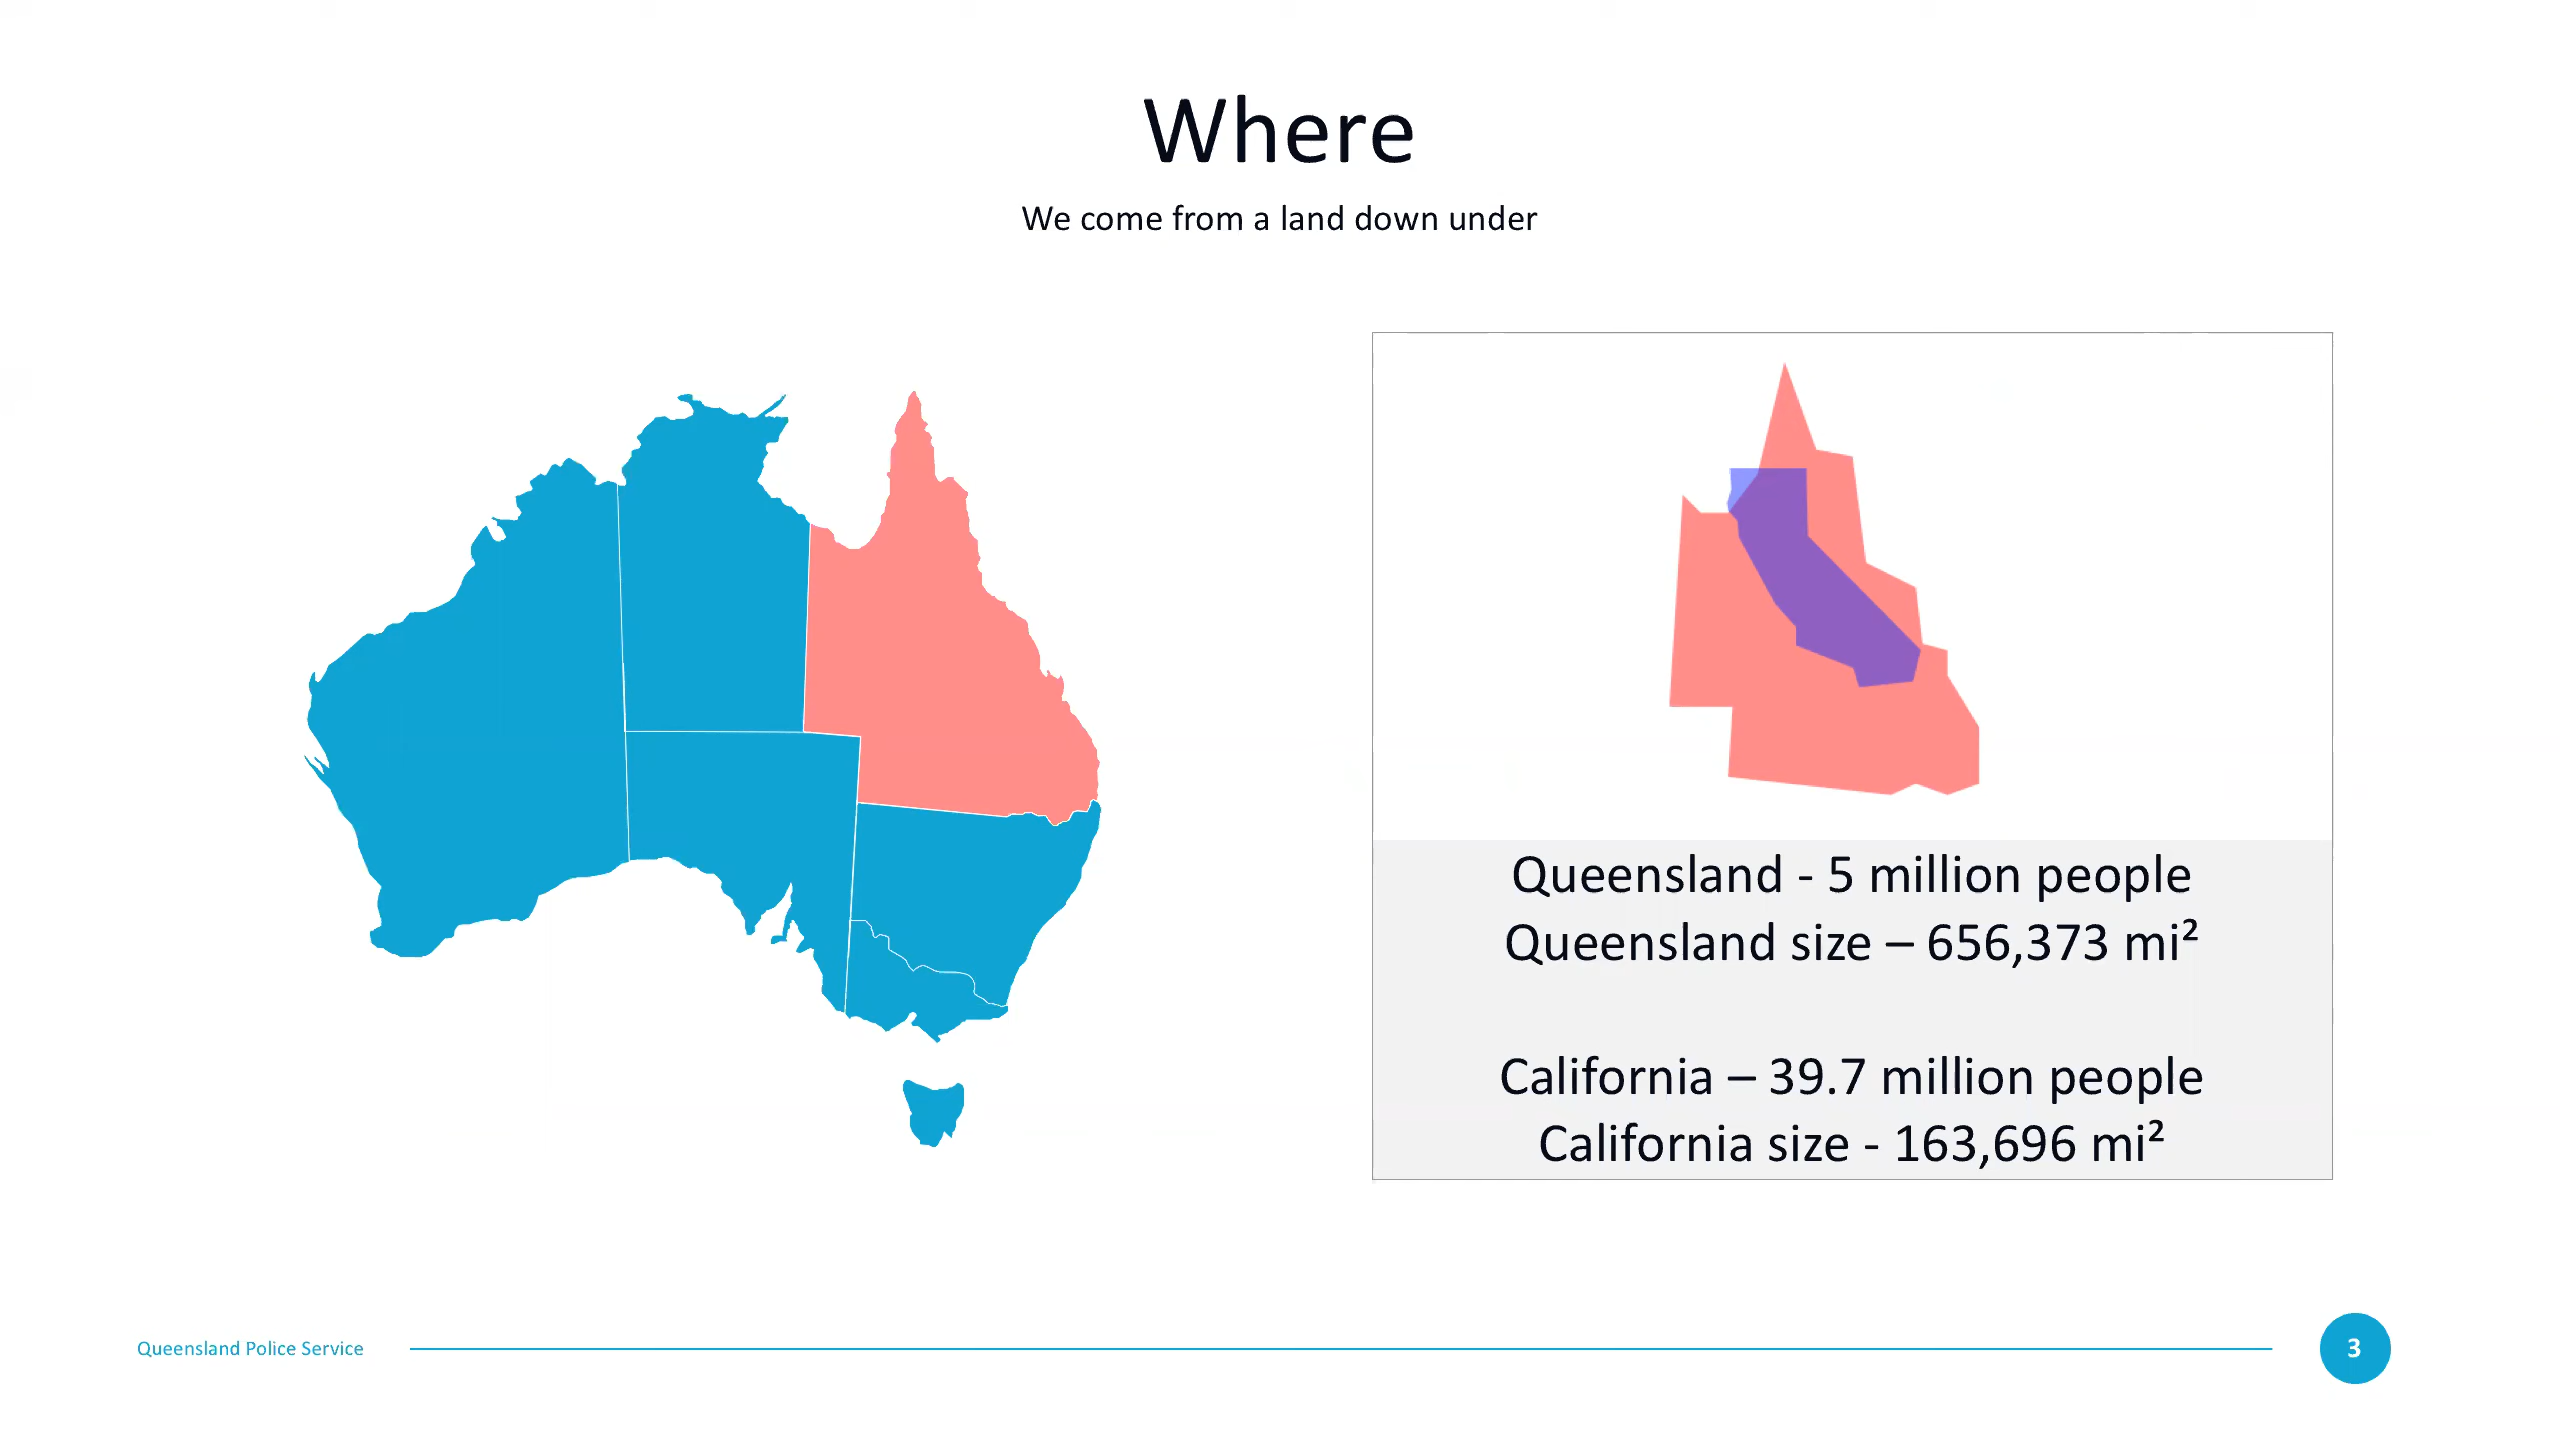 Where
We come from a land down under
Queensland - 5 million people
Queensland size – 656,373 mi²
California – 39.7 million people
California size - 163,696 mi²
Queensland Police Service
3